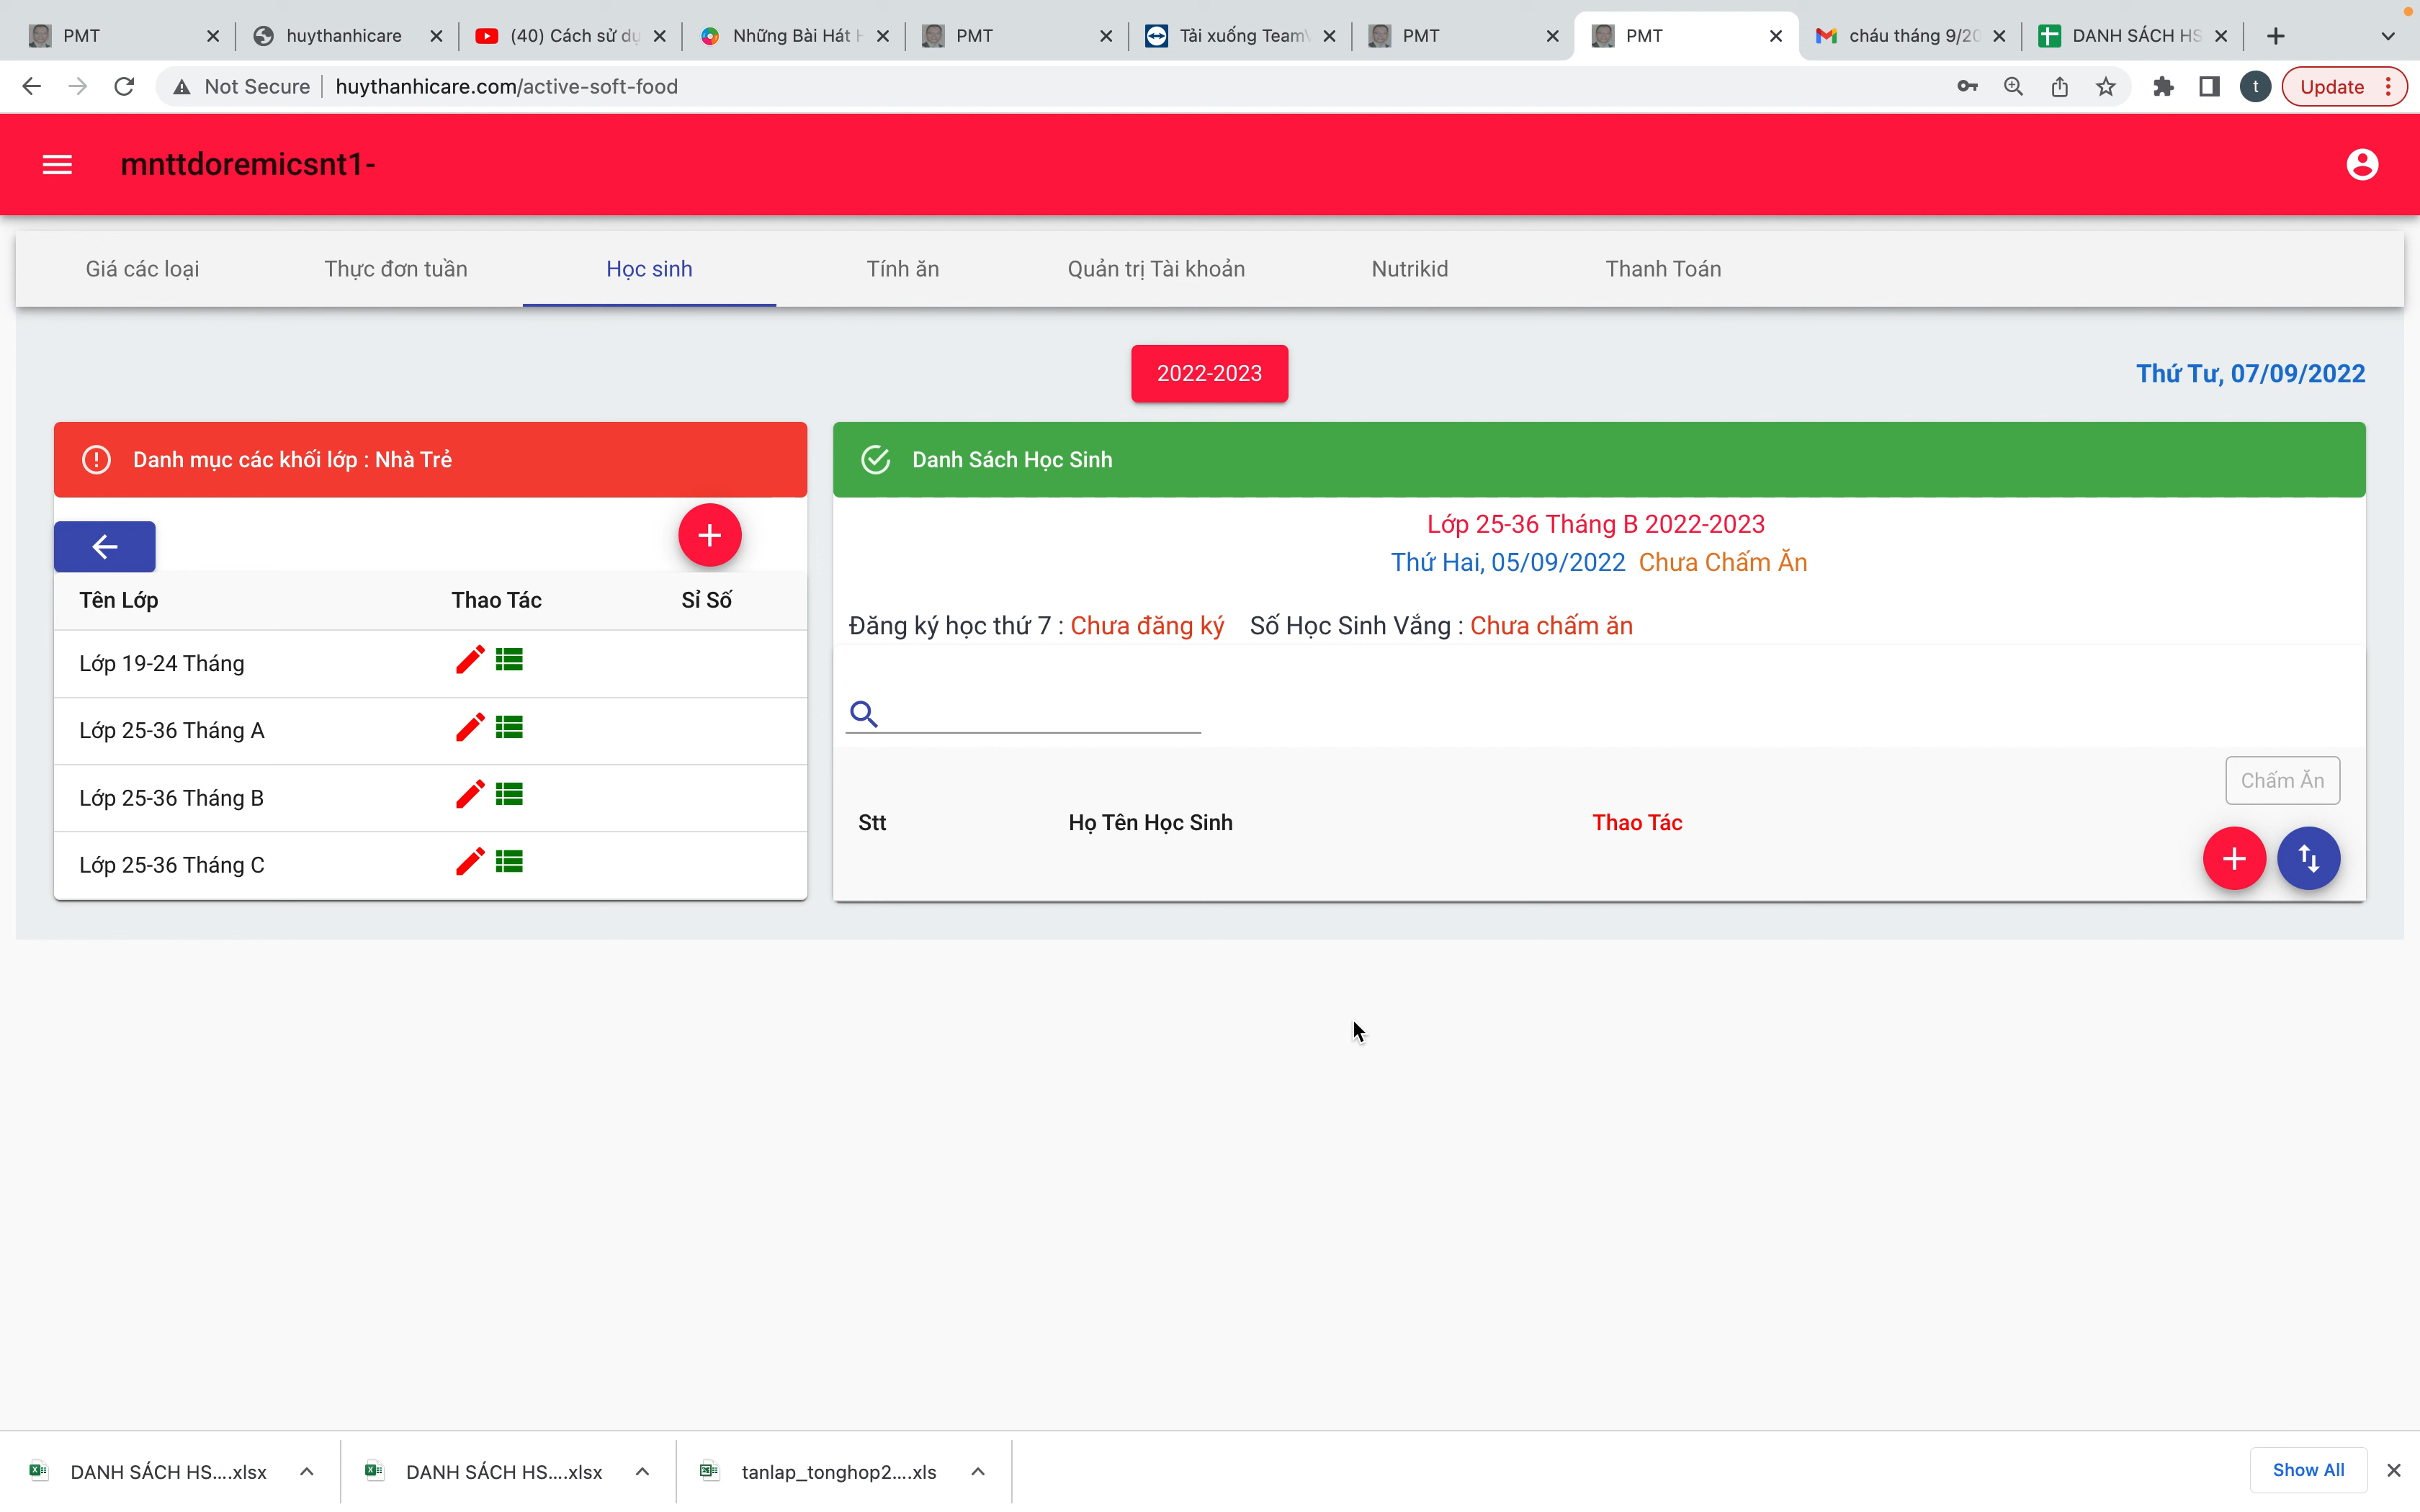 PMT
huythanhicare
(40) Cách sử dụ
Những Bài Hát H
PMT
Tải xuống TeamV
PMT
PMT
cháu tháng 9/20
DANH SÁCH HS
Not Secure
huythanhicare.com/active-soft-food
t
Update
mnttdoremicsnt1-
Giá các loại
Thực đơn tuần
Học sinh
Tính ăn
Quản trị Tài khoản
Nutrikid
Thanh Toán
2022-2023
Thứ Tư, 07/09/2022
Danh mục các khối lớp : Nhà Trẻ
Tên Lớp
Thao Tác
Sỉ Số
Lớp 19-24 Tháng
Lớp 25-36 Tháng A
Lớp 25-36 Tháng B
Lớp 25-36 Tháng C
Danh Sách Học Sinh
Lớp 25-36 Tháng B 2022-2023
Thứ Hai, 05/09/2022 Chưa Chấm Ăn
Đăng ký học thứ 7 : Chưa đăng ký Số Học Sinh Vắng : Chưa chấm ăn
Chấm Ăn
Stt
Họ Tên Học Sinh
Thao Tác
DANH SÁCH HS....xlsx
DANH SÁCH HS....xlsx
tanlap_tonghop2....xls
Show All